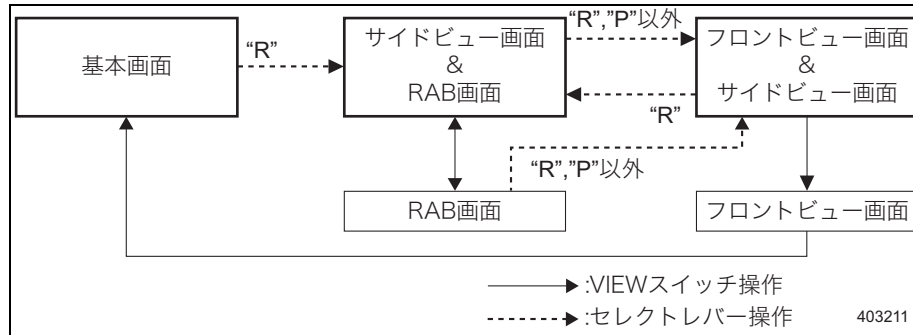 基本画面
“R”
サイドビュー画面
&
RAB画面
“R”,”P”以外
“R”
フロントビュー画面
&
サイドビュー画面
“R”,”P”以外
RAB画面
フロントビュー画面
:VIEWスイッチ操作
:セレクトレバー操作
403211